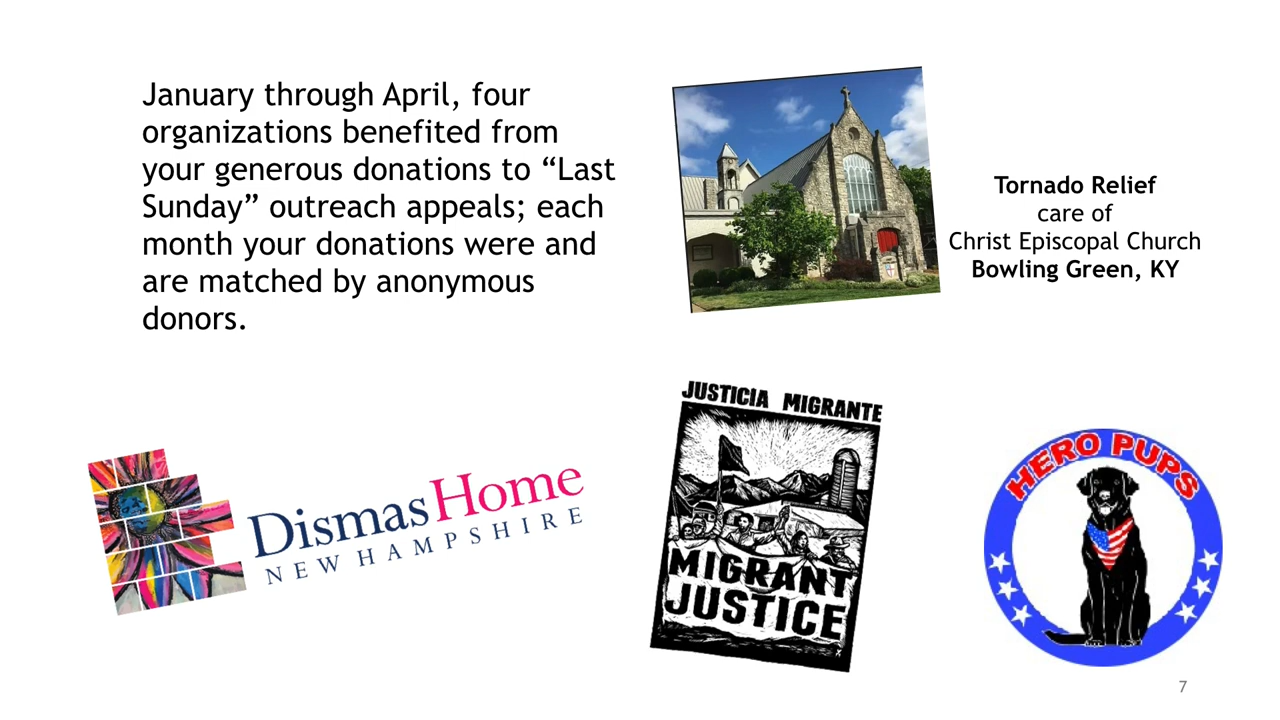 January through April, four
organizations benefited from
your generous donations to “Last
Sunday” outreach appeals; each
month your donations were and
are matched by anonymous
donors.
Tornado Relief
care of
Christ Episcopal Church
Bowling Green, KY
DismasHome
NEW HAMPSHIRE
JUSTICIA MIGRANTE
MIGRANT
JUSTICE
HERO PUPS
7